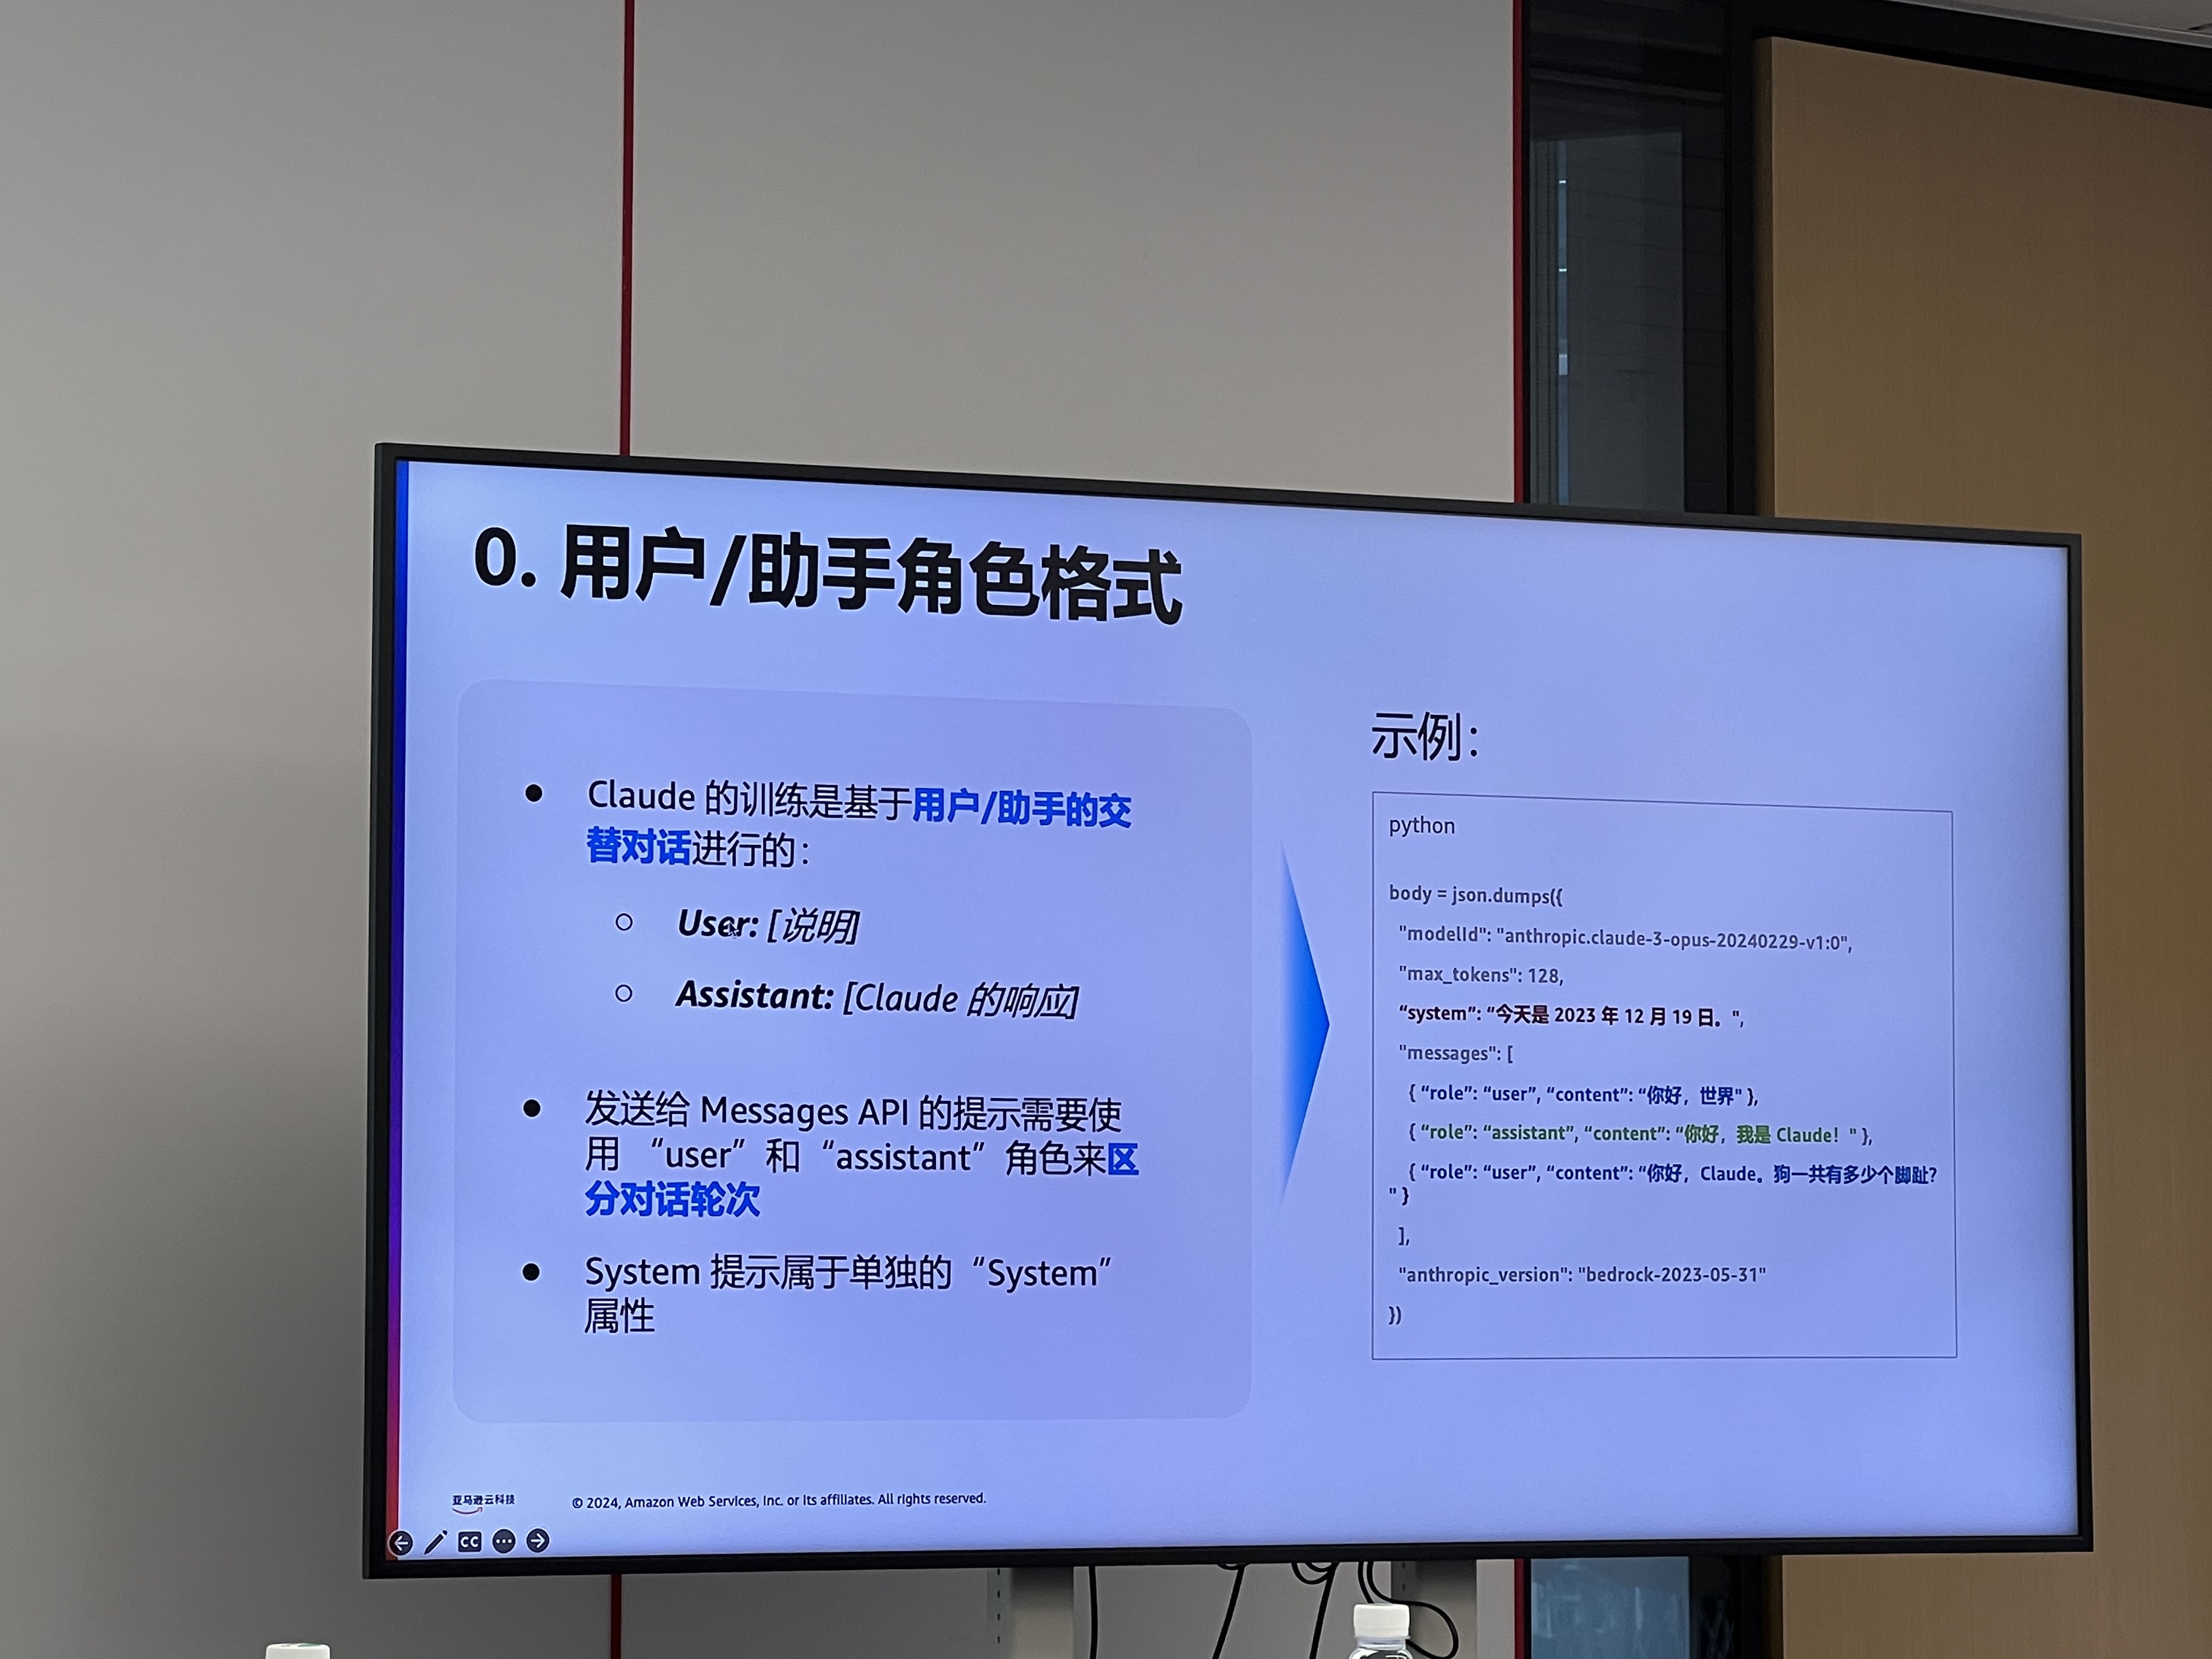 0. 用户/助手角色格式
● Claude 的训练是基于用户/助手的交
替对话进行的：
○ User: [说明]
○ Assistant: [Claude 的响应]
● 发送给 Messages API 的提示需要使
用 “user” 和 “assistant” 角色来区
分对话轮次
● System 提示属于单独的 “System”
属性
示例：
python
body = json.dumps({
"modelId": "anthropic.claude-3-opus-20240229-v1:0",
"max_tokens": 128,
“system”: “今天是 2023 年 12 月 19 日。",
"messages": [
{ “role”: “user”, “content”: “你好，世界" },
{ “role”: “assistant”, “content”: “你好，我是 Claude！" },
{ “role”: “user”, “content”: “你好，Claude。狗一共有多少个脚趾？
" }
],
"anthropic_version": "bedrock-2023-05-31"
})
亚马逊云科技
© 2024, Amazon Web Services, Inc. or its affiliates. All rights reserved.
CC